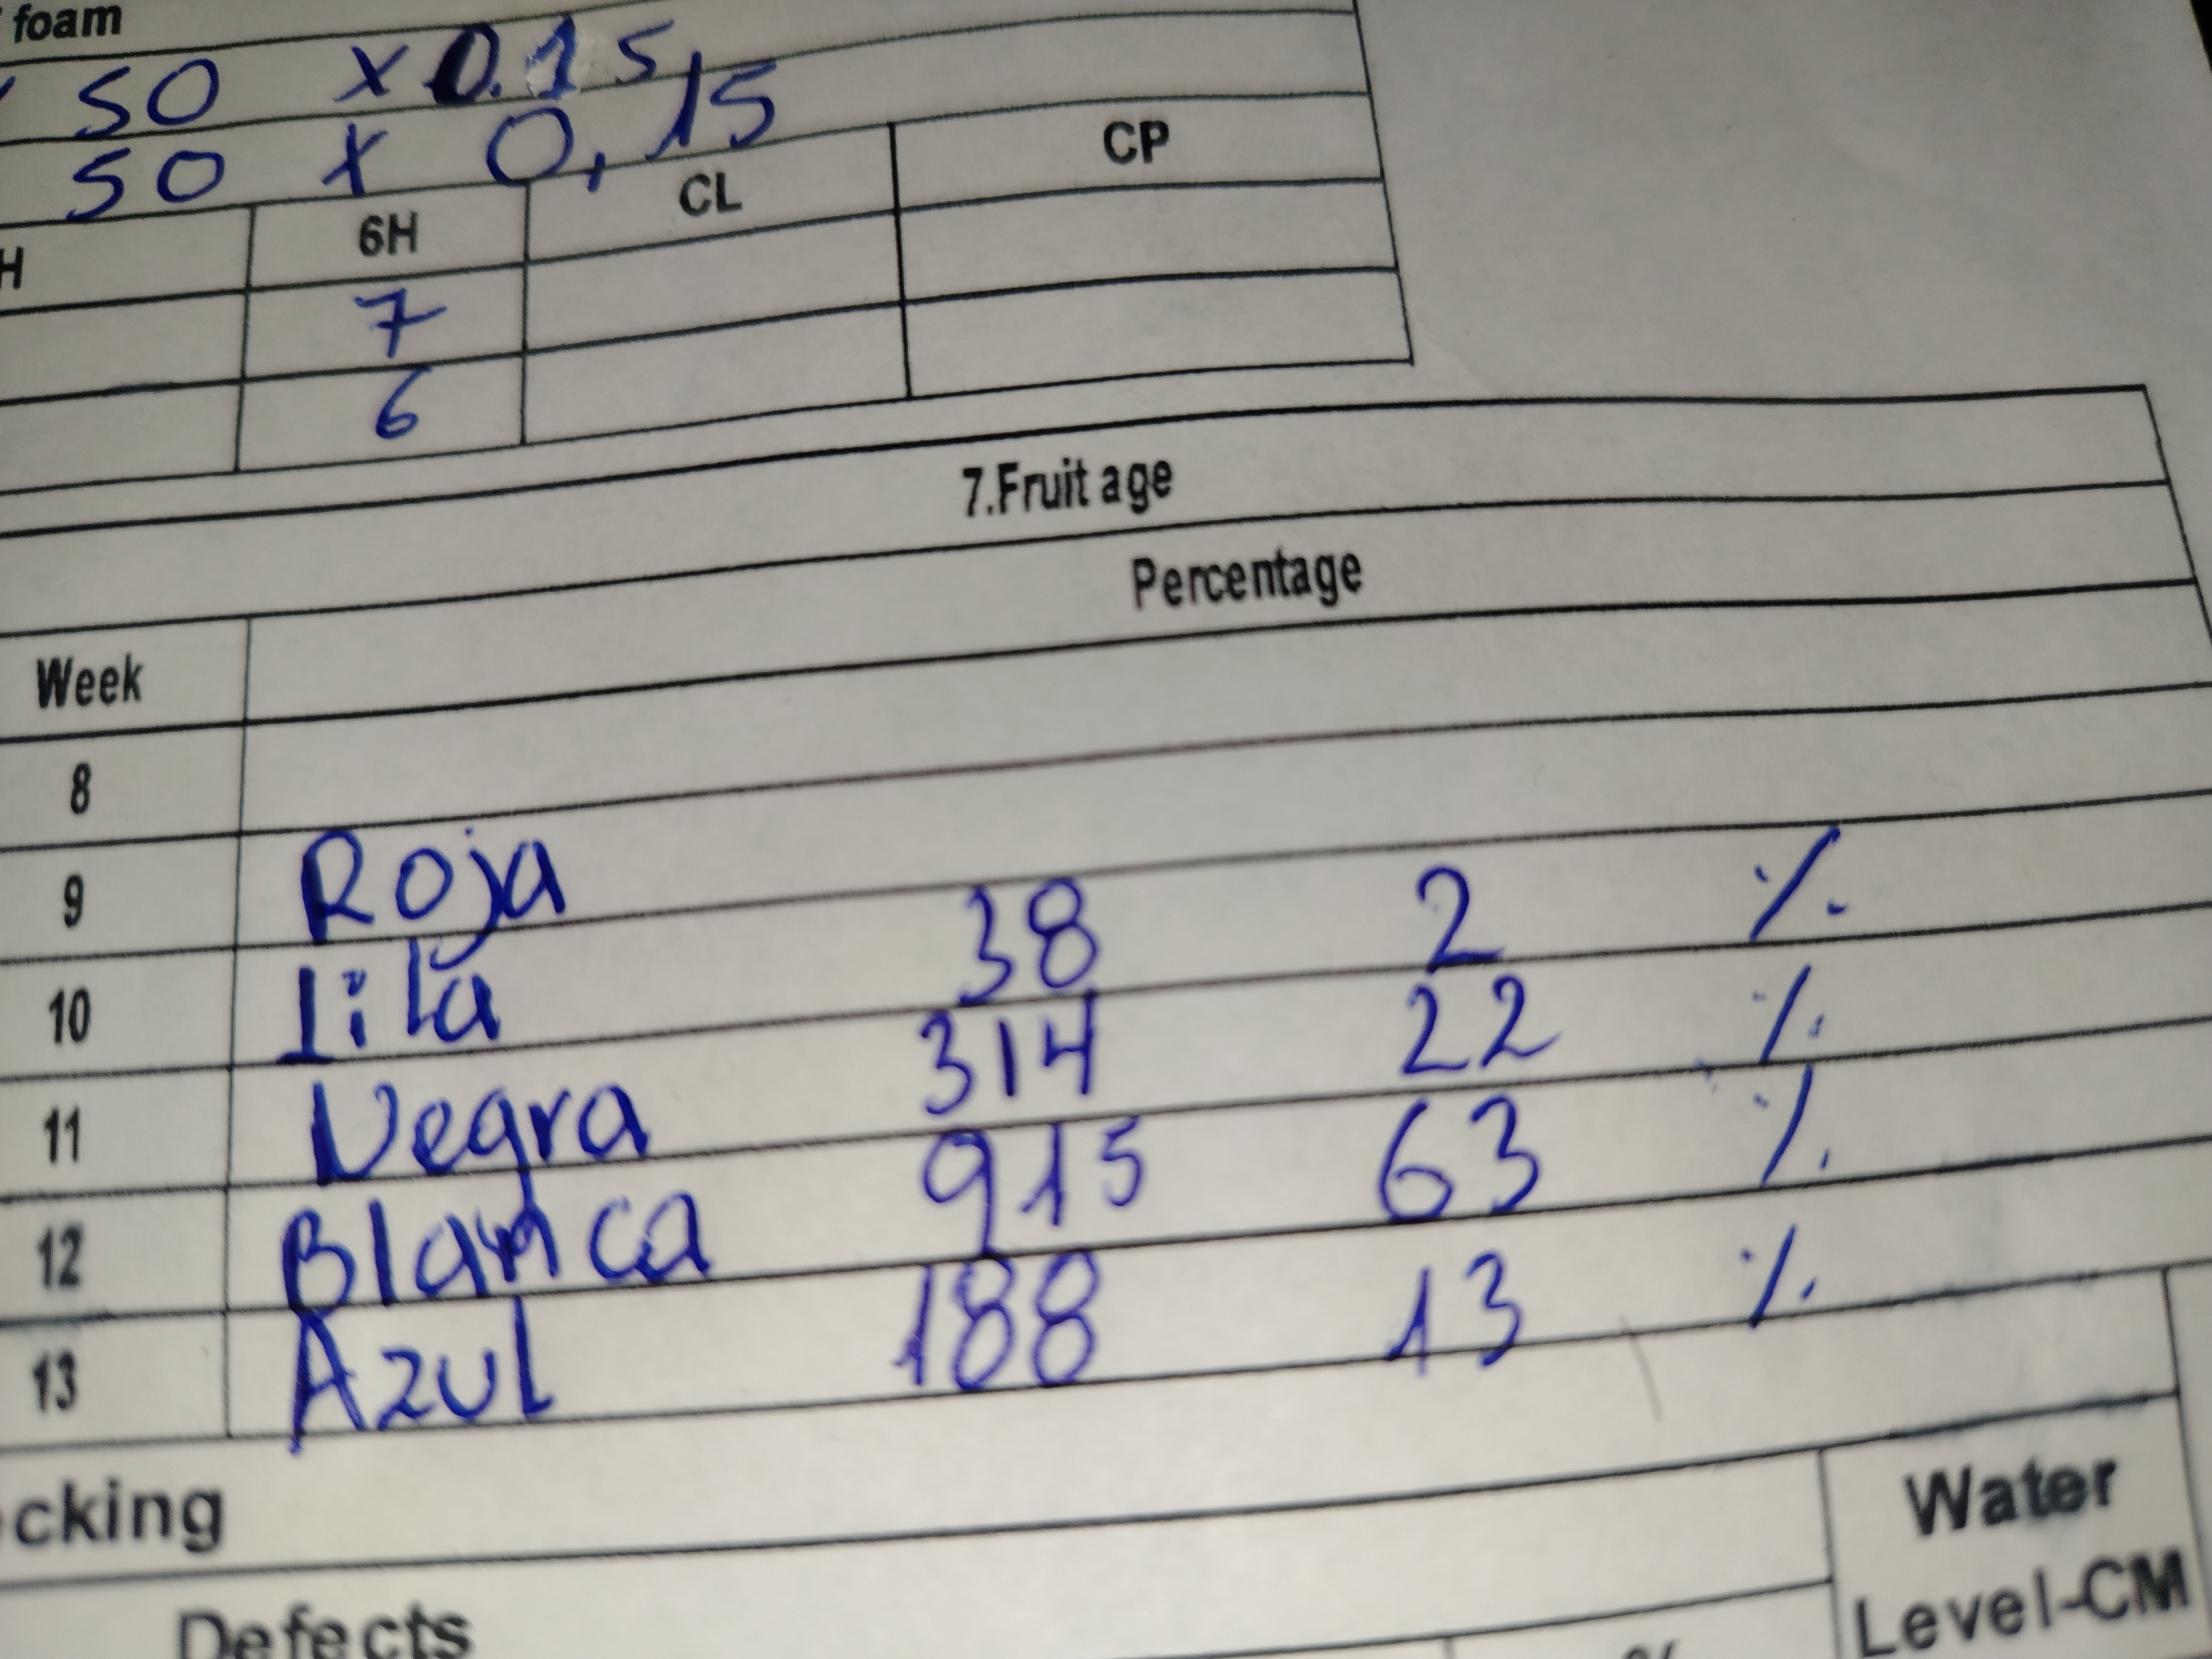 foam
50 x 0.15
50 x 0,15
H 6H CL CP
7
6
7.Fruit age
Week Percentage
8
9 Roja
10 Lila 38 2 %
11 Negra 314 22 %
12 Blanca 915 63 %
13 Azul 188 13 %
cking
Defects
Water
Level-CM
%